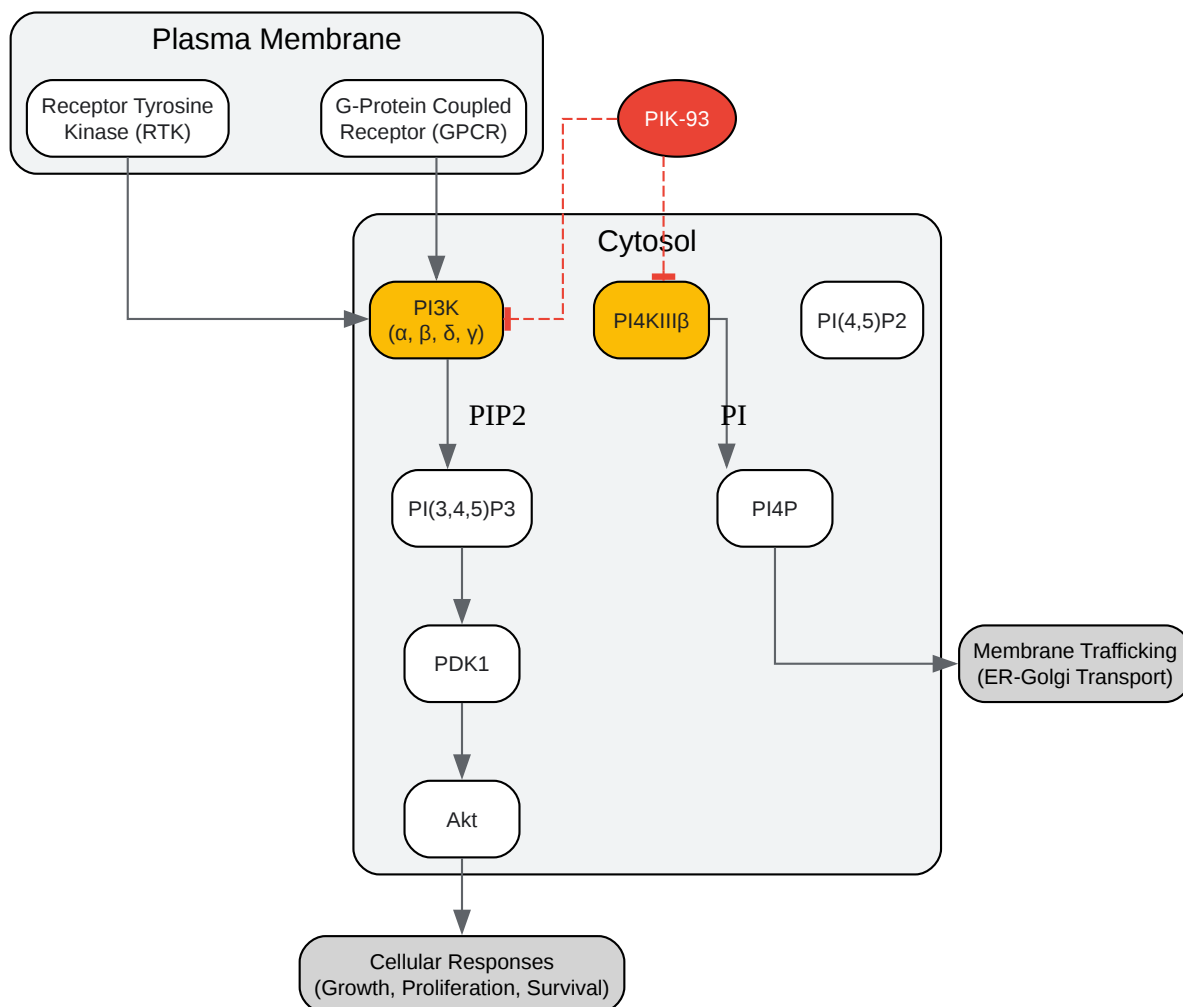 Plasma Membrane
Receptor Tyrosine
Kinase (RTK)
G-Protein Coupled
Receptor (GPCR)
PIK-93
Cytosol
PI3K
(α, β, δ, γ)
PI4KIIIβ
PI(4,5)P2
PIP2
PI
PI(3,4,5)P3
PI4P
PDK1
Membrane Trafficking
(ER-Golgi Transport)
Akt
Cellular Responses
(Growth, Proliferation, Survival)